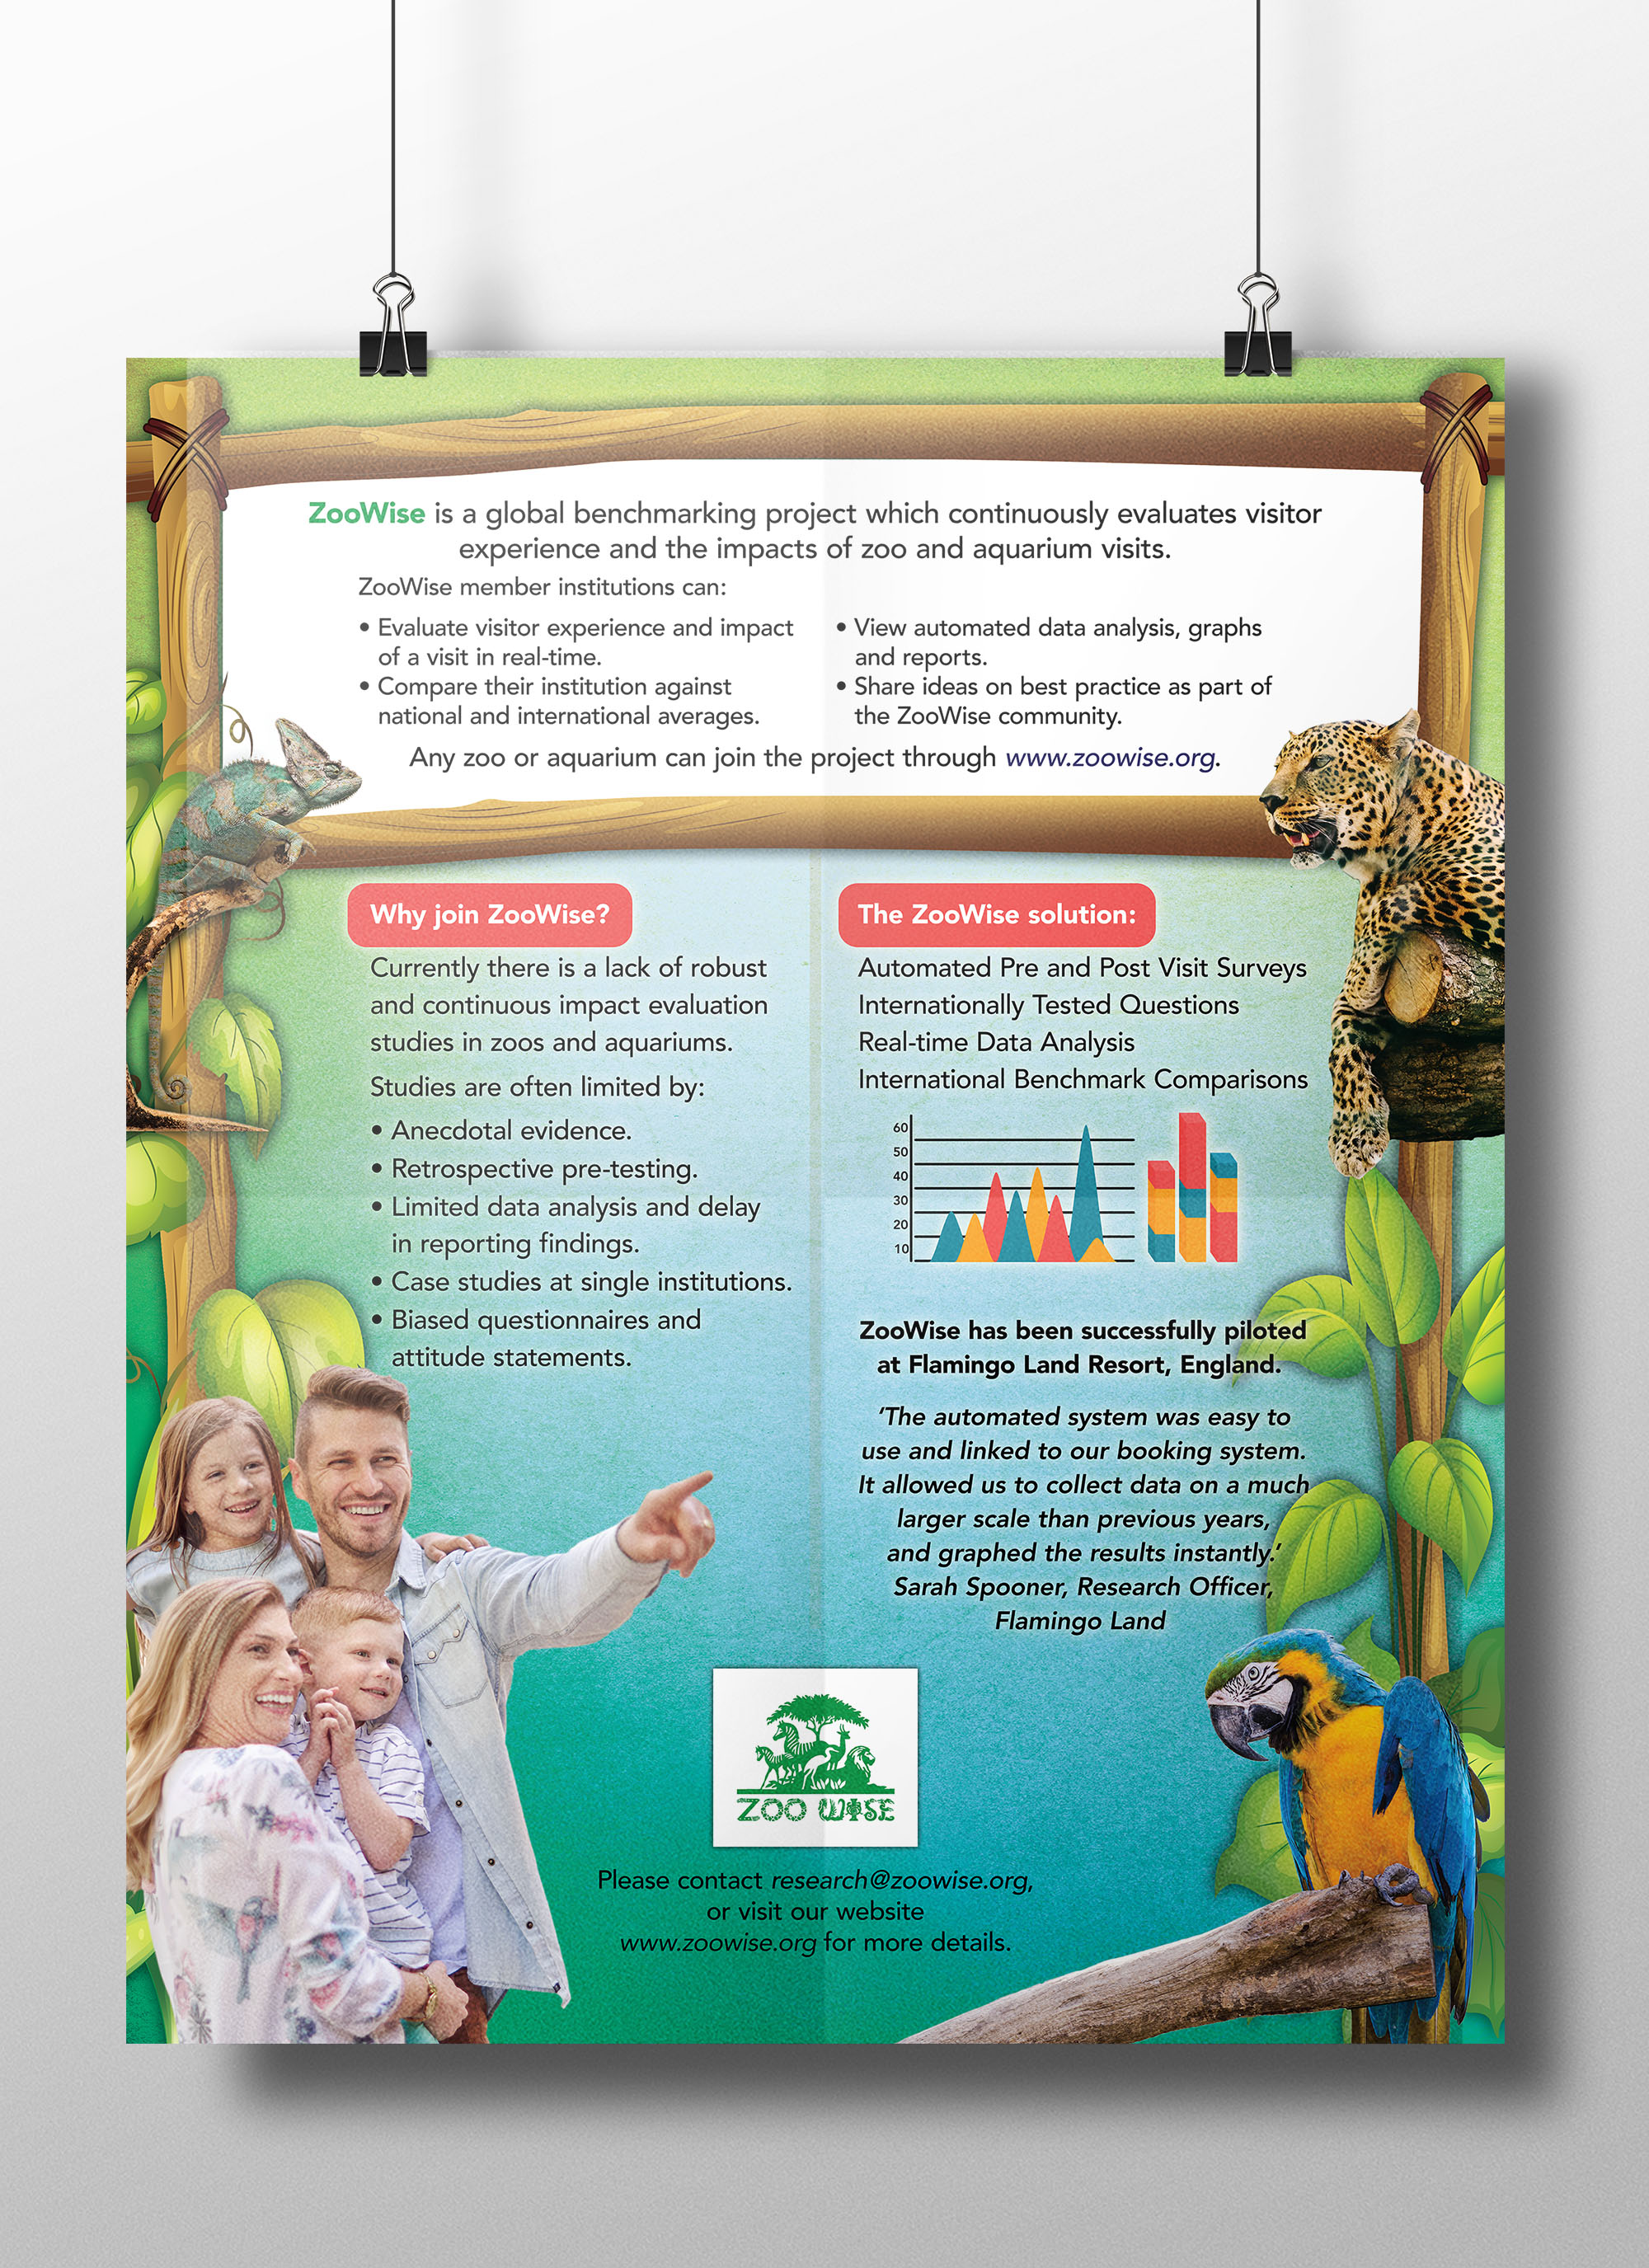 ZooWise is a global benchmarking project which continuously evaluates visitor
experience and the impacts of zoo and aquarium visits.
ZooWise member institutions can:
• Evaluate visitor experience and impact
of a visit in real-time.
• Compare their institution against
national and international averages.
• View automated data analysis, graphs
and reports.
• Share ideas on best practice as part of
the ZooWise community.
Any zoo or aquarium can join the project through www.zoowise.org.
Why join ZooWise?
Currently there is a lack of robust
and continuous impact evaluation
studies in zoos and aquariums.
Studies are often limited by:
• Anecdotal evidence.
• Retrospective pre-testing.
• Limited data analysis and delay
in reporting findings.
• Case studies at single institutions.
• Biased questionnaires and
attitude statements.
The ZooWise solution:
Automated Pre and Post Visit Surveys
Internationally Tested Questions
Real-time Data Analysis
International Benchmark Comparisons
60
50
40
30
20
10
ZooWise has been successfully piloted
at Flamingo Land Resort, England.
‘The automated system was easy to
use and linked to our booking system.
It allowed us to collect data on a much
larger scale than previous years,
and graphed the results instantly.’
Sarah Spooner, Research Officer,
Flamingo Land
ZOO WISE
Please contact research@zoowise.org,
or visit our website
www.zoowise.org for more details.